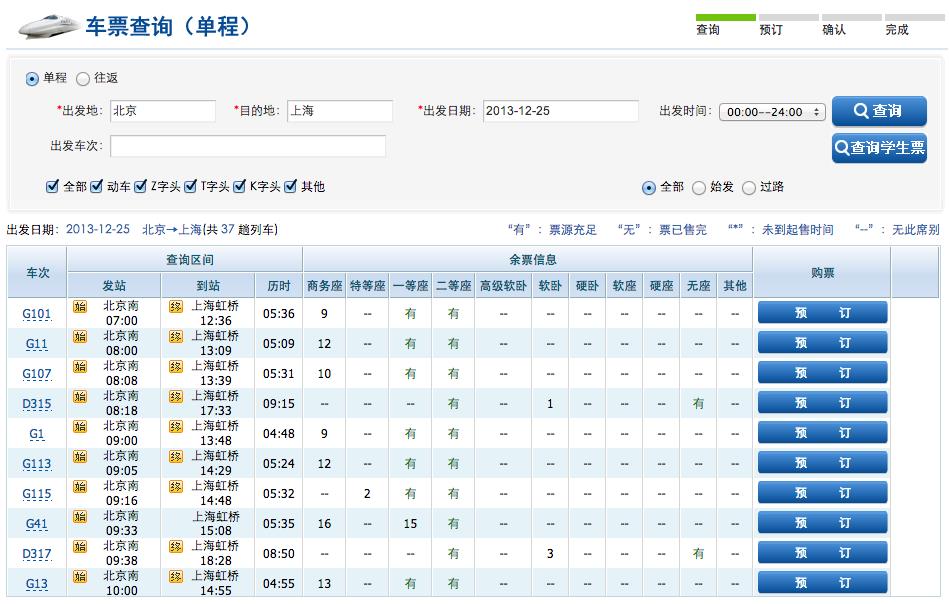 车票查询（单程）
查询 预订 确认 完成
单程 往返
*出发地: 北京 *目的地: 上海 *出发日期: 2013-12-25 出发时间: 00:00--24:00 查询
出发车次: 查询学生票
全部 动车 Z字头 T字头 K字头 其他 全部 始发 过路
出发日期: 2013-12-25 北京→上海(共 37 趟列车) “有” : 票源充足 “无” : 票已售完 “*” : 未到起售时间 “--” : 无此席别
车次 查询区间 余票信息 购票
发站 到站 历时 商务座 特等座 一等座 二等座 高级软卧 软卧 硬卧 软座 硬座 无座 其他
G101 始 北京南 07:00 终 上海虹桥 12:36 05:36 9 -- 有 有 -- -- -- -- -- -- -- 预 订
G11 始 北京南 08:00 终 上海虹桥 13:09 05:09 12 -- 有 有 -- -- -- -- -- -- -- 预 订
G107 始 北京南 08:08 终 上海虹桥 13:39 05:31 10 -- 有 有 -- -- -- -- -- -- -- 预 订
D315 始 北京南 08:18 终 上海虹桥 17:33 09:15 -- -- -- 有 -- 1 -- -- -- 有 -- 预 订
G1 始 北京南 09:00 终 上海虹桥 13:48 04:48 9 -- 有 有 -- -- -- -- -- -- -- 预 订
G113 始 北京南 09:05 终 上海虹桥 14:29 05:24 12 -- 有 有 -- -- -- -- -- -- -- 预 订
G115 始 北京南 09:16 终 上海虹桥 14:48 05:32 -- 2 有 有 -- -- -- -- -- -- -- 预 订
G41 始 北京南 09:33 上海虹桥 15:08 05:35 16 -- 15 有 -- -- -- -- -- -- -- 预 订
D317 始 北京南 09:38 终 上海虹桥 18:28 08:50 -- -- -- 有 -- 3 -- -- -- 有 -- 预 订
G13 始 北京南 10:00 终 上海虹桥 14:55 04:55 13 -- 有 有 -- -- -- -- -- -- -- 预 订